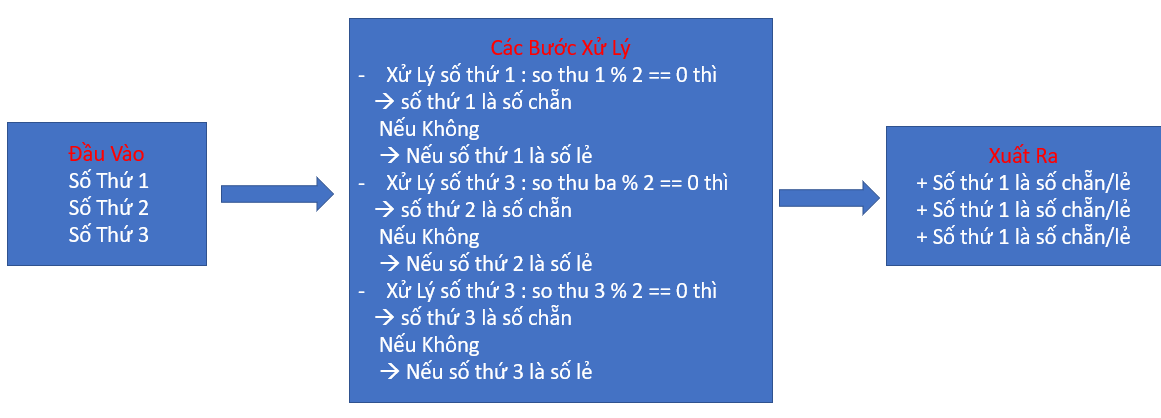 Đầu Vào
Số Thứ 1
Số Thứ 2
Số Thứ 3
Các Bước Xử Lý
- Xử Lý số thứ 1 : so thu 1 % 2 == 0 thì
→ số thứ 1 là số chẵn
Nếu Không
→ Nếu số thứ 1 là số lẻ
- Xử Lý số thứ 3 : so thu ba % 2 == 0 thì
→ số thứ 2 là số chẵn
Nếu Không
→ Nếu số thứ 2 là số lẻ
- Xử Lý số thứ 3 : so thu 3 % 2 == 0 thì
→ số thứ 3 là số chẵn
Nếu Không
→ Nếu số thứ 3 là số lẻ
Xuất Ra
+ Số thứ 1 là số chẵn/lẻ
+ Số thứ 1 là số chẵn/lẻ
+ Số thứ 1 là số chẵn/lẻ